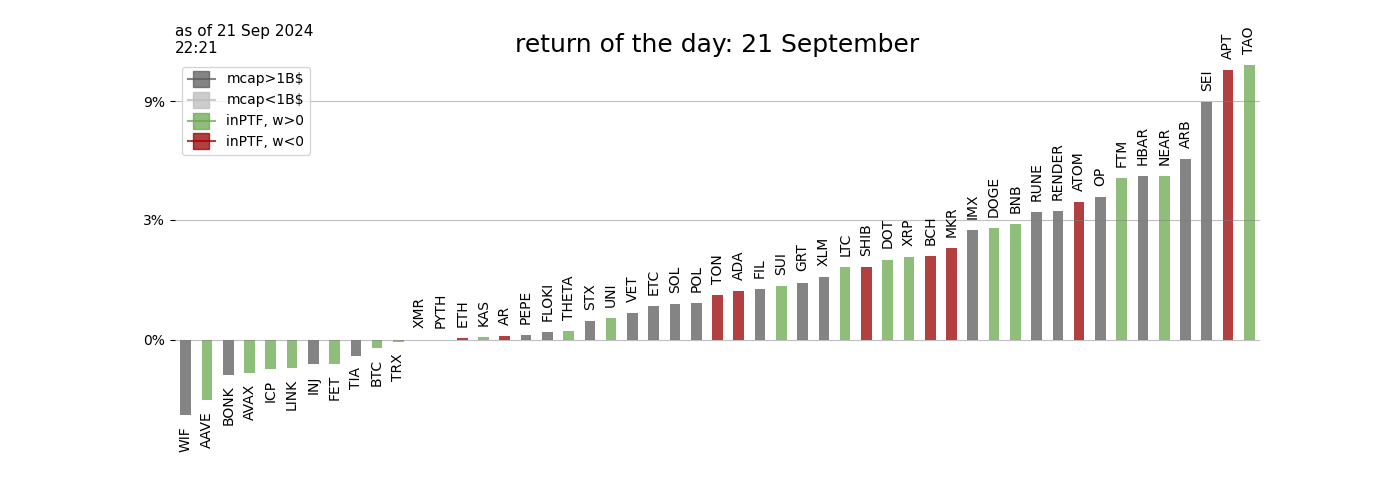 as of 21 Sep 2024
22:21
return of the day: 21 September
mcap>1B$
mcap<1B$
inPTF, w>0
inPTF, w<0
9%
3%
0%
WIF
AAVE
BONK
AVAX
ICP
LINK
INJ
FET
TIA
BTC
TRX
XMR
PYTH
ETH
KAS
AR
PEPE
FLOKI
THETA
STX
UNI
VET
ETC
SOL
POL
TON
ADA
FIL
SUI
GRT
XLM
LTC
SHIB
DOT
XRP
BCH
MKR
IMX
DOGE
BNB
RUNE
RENDER
ATOM
OP
FTM
HBAR
NEAR
ARB
SEI
APT
TAO